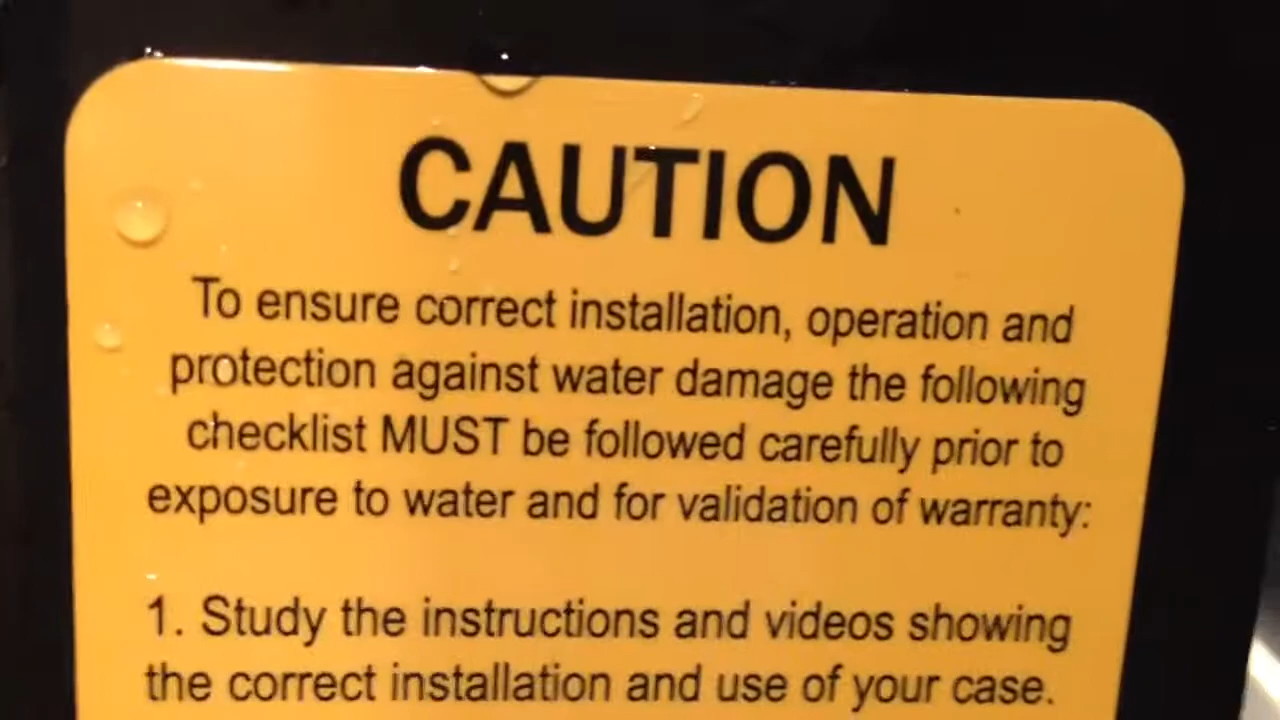 CAUTION
To ensure correct installation, operation and
protection against water damage the following
checklist MUST be followed carefully prior to
exposure to water and for validation of warranty:
1. Study the instructions and videos showing
the correct installation and use of your case.